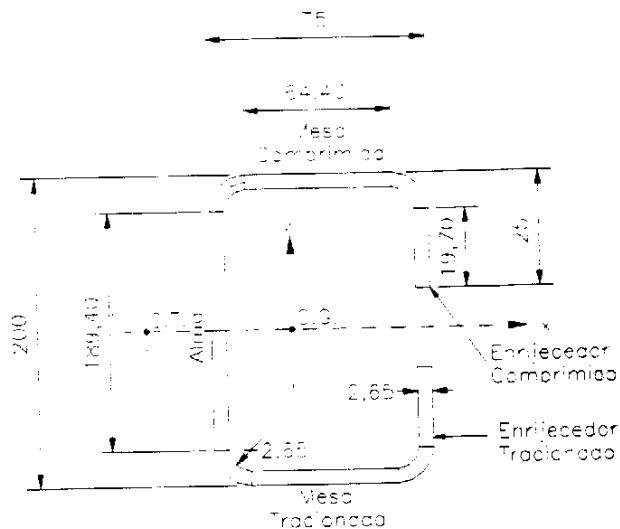 75
64,40
Mesa
Comprimida
200
189,40
Alma
19,70
25
x
Enrijecedor
Comprimido
2,65
2,65
Enrijecedor
Tracionado
Mesa
Tracionada